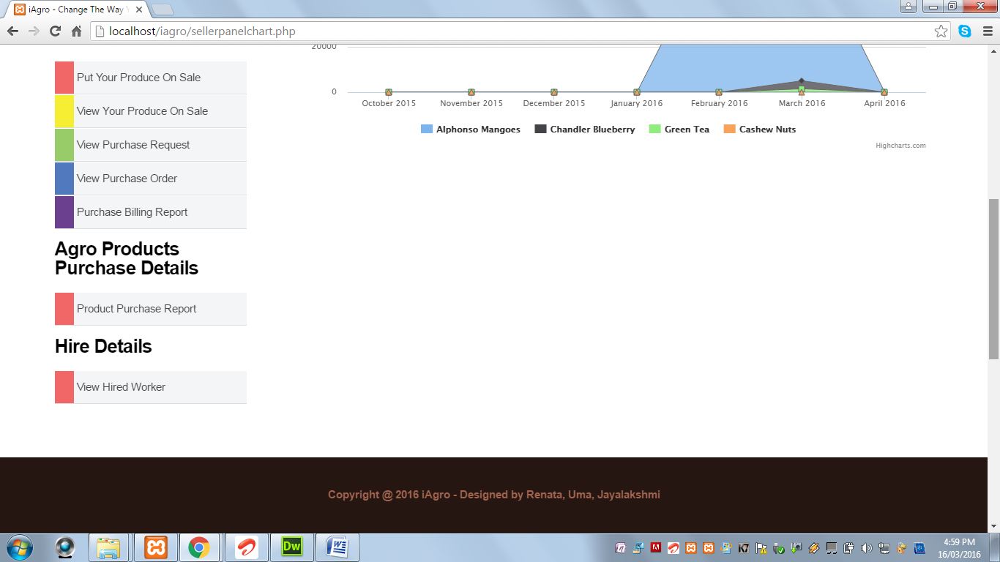 iAgro - Change The Way Y
localhost/iagro/sellerpanelchart.php
Put Your Produce On Sale
View Your Produce On Sale
View Purchase Request
View Purchase Order
Purchase Billing Report
Agro Products
Purchase Details
Product Purchase Report
Hire Details
View Hired Worker
20000
0
October 2015 November 2015 December 2015 January 2016 February 2016 March 2016 April 2016
Alphonso Mangoes Chandler Blueberry Green Tea Cashew Nuts
Highcharts.com
Copyright @ 2016 iAgro - Designed by Renata, Uma, Jayalakshmi
Dw
K7
4:59 PM
16/03/2016